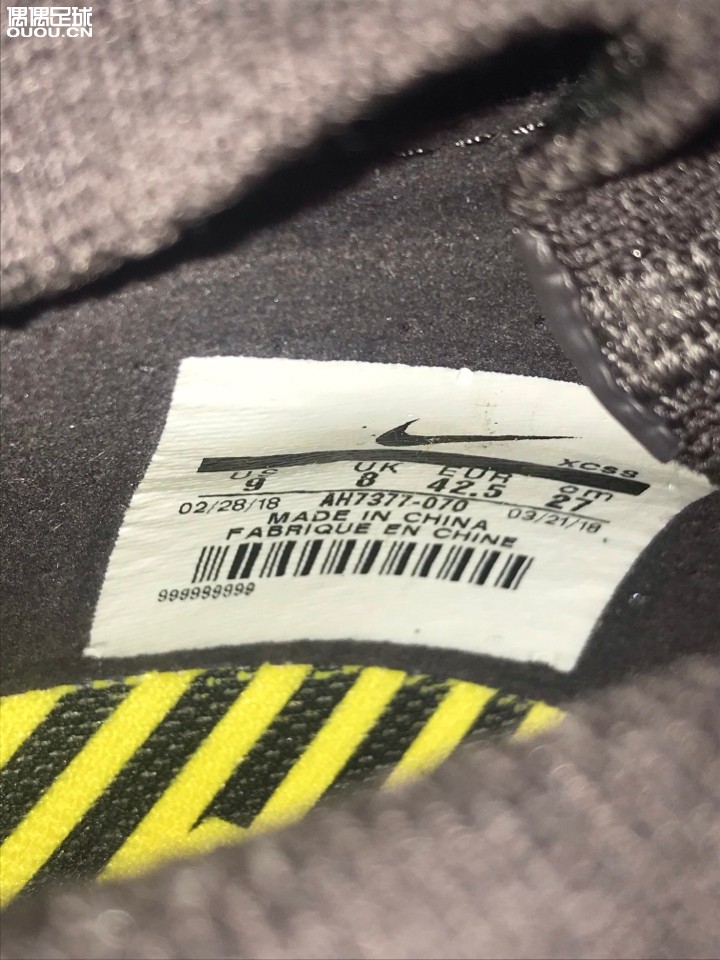 偶偶足球
OUOU.CN
XCSS
US UK EUR cm
9 8 42.5 27
02/28/18 AH7377-070 03/21/18
MADE IN CHINA
FABRIQUE EN CHINE
999999999